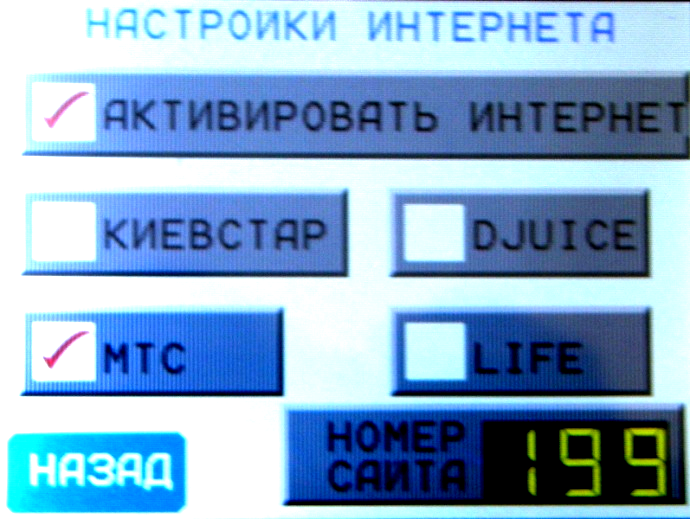 НАСТРОЙКИ ИНТЕРНЕТА
АКТИВИРОВАТЬ ИНТЕРНЕТ
КИЕВСТАР
DJUICE
МТС
LIFE
НАЗАД
НОМЕР
САЙТА
199